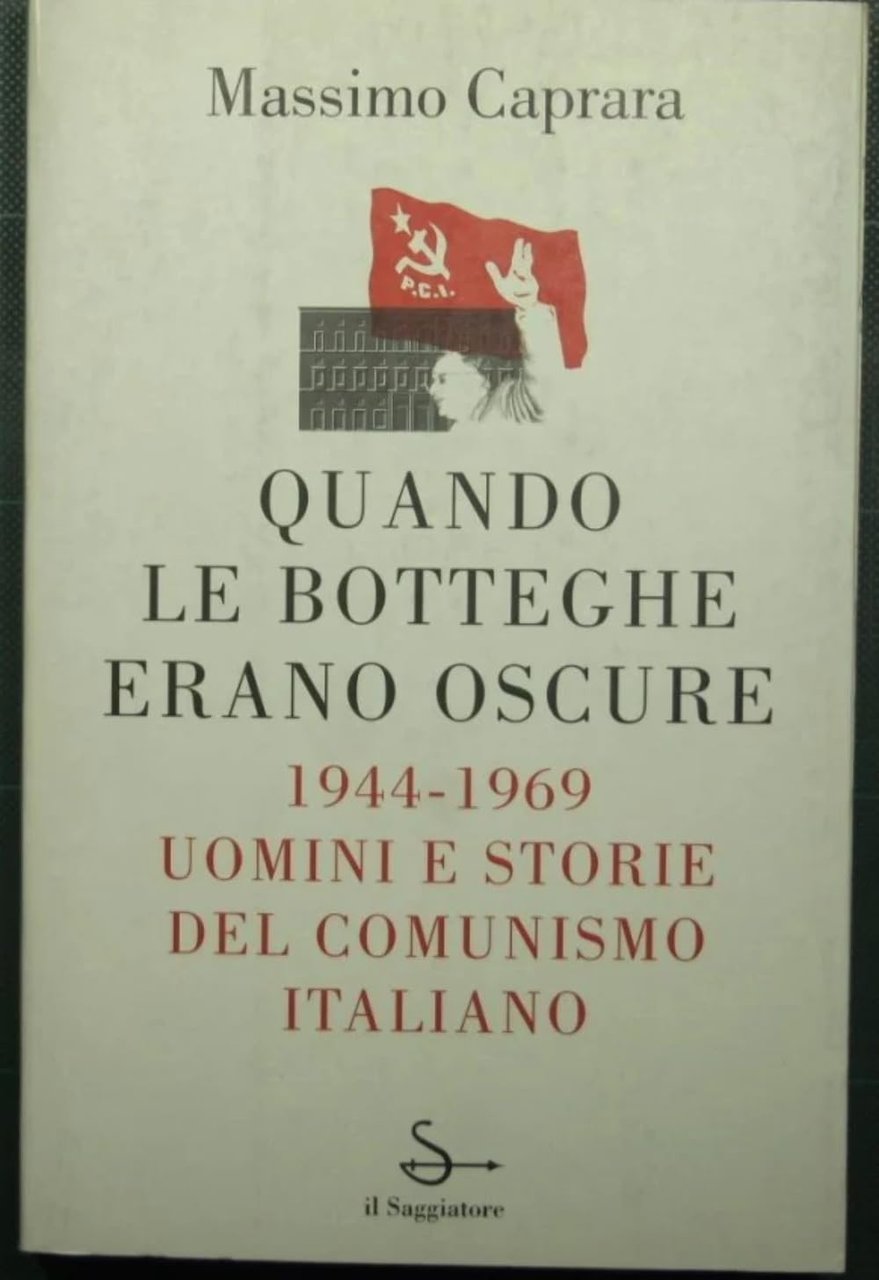 Massimo Caprara
P.C.I.
QUANDO
LE BOTTEGHE
ERANO OSCURE
1944-1969
UOMINI E STORIE
DEL COMUNISMO
ITALIANO
S
il Saggiatore